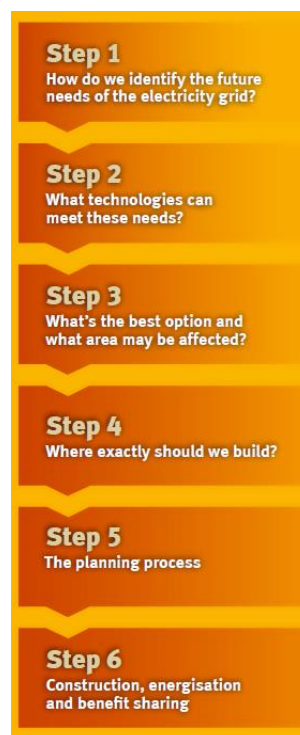 Step 1
How do we identify the future
needs of the electricity grid?
Step 2
What technologies can
meet these needs?
Step 3
What's the best option and
what area may be affected?
Step 4
Where exactly should we build?
Step 5
The planning process
Step 6
Construction, energisation
and benefit sharing